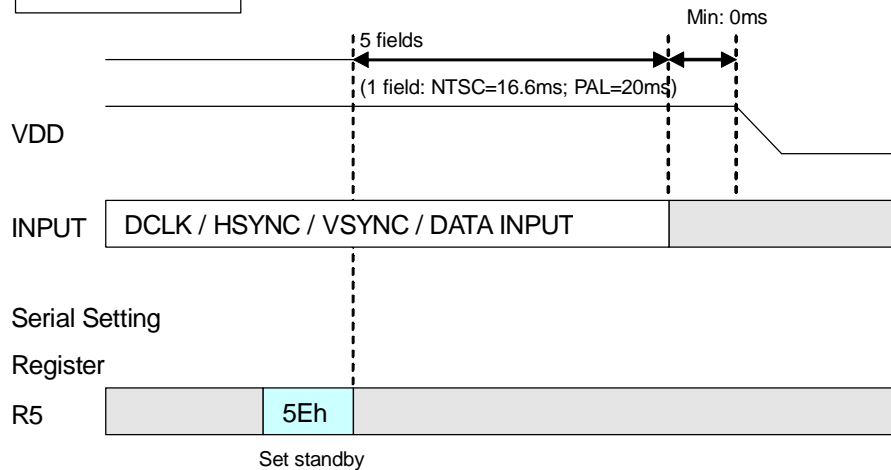 Min: 0ms
5 fields
(1 field: NTSC=16.6ms; PAL=20ms)
VDD
INPUT DCLK / HSYNC / VSYNC / DATA INPUT
Serial Setting
Register
R5 5Eh
Set standby